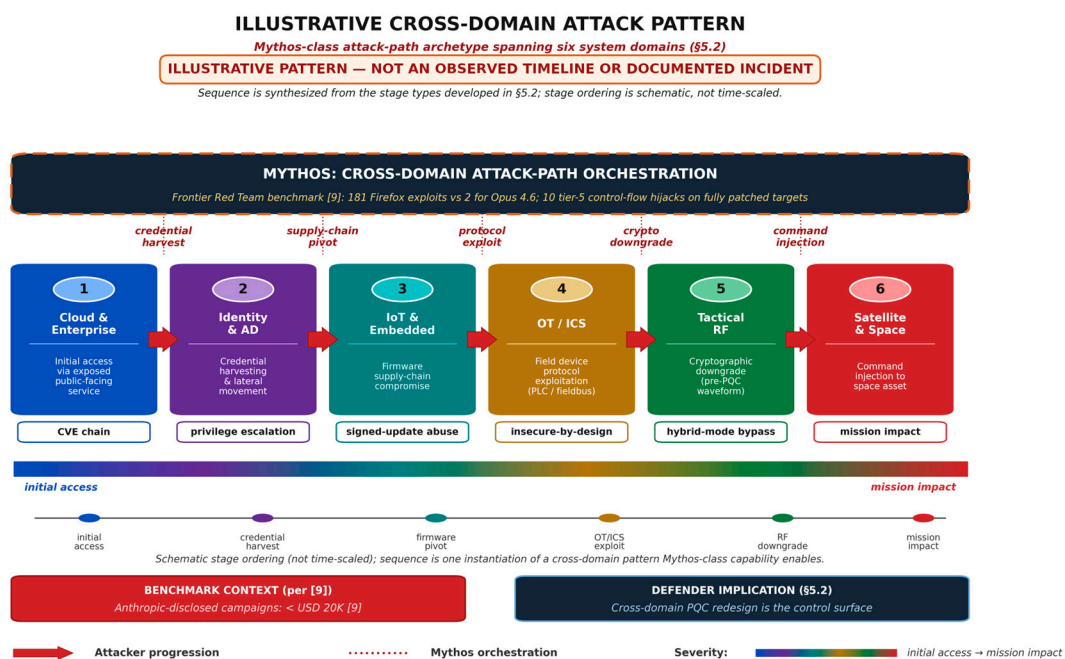 ILLUSTRATIVE CROSS-DOMAIN ATTACK PATTERN
Mythos-class attack-path archetype spanning six system domains (§5.2)
ILLUSTRATIVE PATTERN — NOT AN OBSERVED TIMELINE OR DOCUMENTED INCIDENT
Sequence is synthesized from the stage types developed in §5.2; stage ordering is schematic, not time-scaled.
MYTHOS: CROSS-DOMAIN ATTACK-PATH ORCHESTRATION
Frontier Red Team benchmark [9]: 181 Firefox exploits vs 2 for Opus 4.6; 10 tier-5 control-flow hijacks on fully patched targets
credential
harvest
supply-chain
pivot
protocol
exploit
crypto
downgrade
command
injection
1
Cloud &
Enterprise
Initial access
via exposed
public-facing
service
CVE chain
2
Identity
& AD
Credential
harvesting
& lateral
movement
privilege escalation
3
IoT &
Embedded
Firmware
supply-chain
compromise
signed-update abuse
4
OT / ICS
Field device
protocol
exploitation
(PLC / fieldbus)
insecure-by-design
5
Tactical
RF
Cryptographic
downgrade
(pre-PQC
waveform)
hybrid-mode bypass
6
Satellite
& Space
Command
injection to
space asset
mission impact
initial access
mission impact
initial
access
credential
harvest
firmware
pivot
OT/ICS
exploit
RF
downgrade
mission
impact
Schematic stage ordering (not time-scaled); sequence is one instantiation of a cross-domain pattern Mythos-class capability enables.
BENCHMARK CONTEXT (per [9])
Anthropic-disclosed campaigns: < USD 20K [9]
DEFENDER IMPLICATION (§5.2)
Cross-domain PQC redesign is the control surface
Attacker progression
Mythos orchestration
Severity:
initial access → mission impact